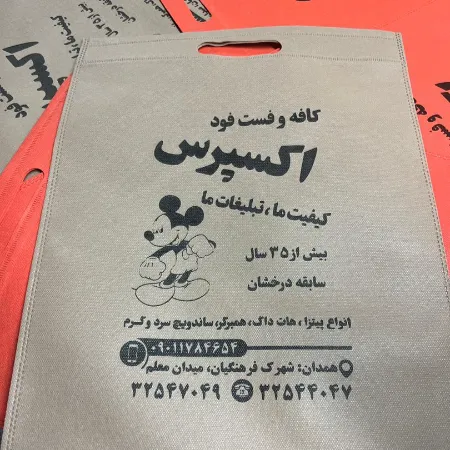 کافه و فست فود
اکسپرس
کیفیت ما، تبلیغات ما
بیش از ۳۵ سال
سابقه درخشان
انواع پیتزا، هات داگ، همبرگر، ساندویچ سرد و گرم
۰۹۰۱۱۷۸۴۶۵۴
همدان: شهرک فرهنگیان، میدان معلم
۳۲۵۴۷۰۴۹ ۳۲۵۴۴۰۴۷